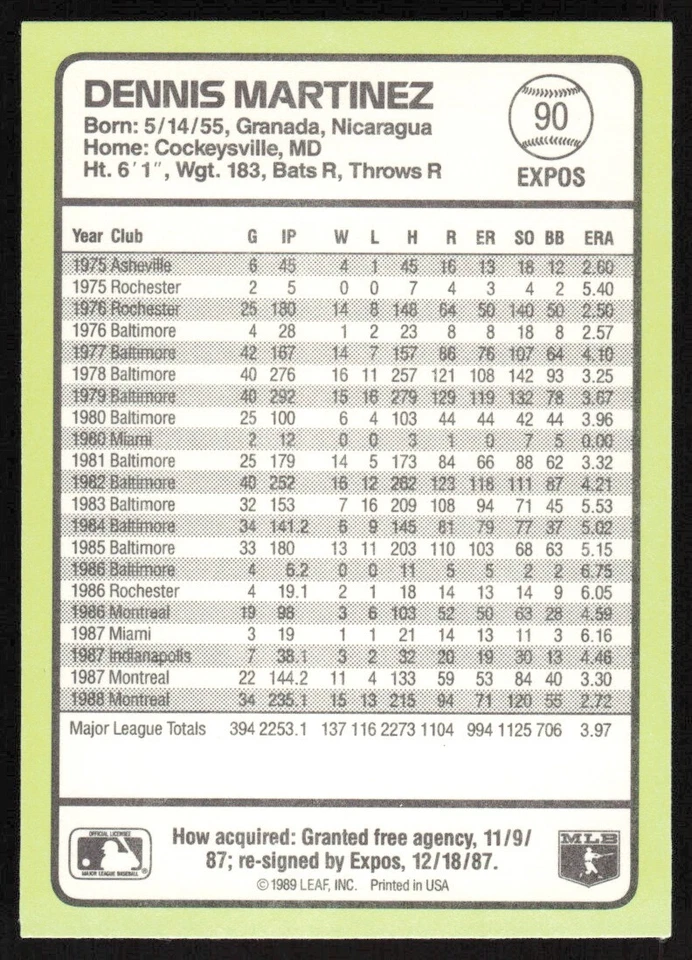 DENNIS MARTINEZ
Born: 5/14/55, Granada, Nicaragua
Home: Cockeysville, MD
Ht. 6'1", Wgt. 183, Bats R, Throws R
90
EXPOS
Year Club G IP W L H R ER SO BB ERA
1975 Asheville 6 45 4 1 45 16 13 18 12 2.60
1975 Rochester 2 5 0 0 7 4 3 4 2 5.40
1976 Rochester 25 180 14 8 148 64 50 140 50 2.50
1976 Baltimore 4 28 1 2 23 8 8 18 8 2.57
1977 Baltimore 42 167 14 7 157 86 76 107 64 4.10
1978 Baltimore 40 276 16 11 257 121 108 142 93 3.25
1979 Baltimore 40 292 15 16 279 129 119 132 78 3.67
1980 Baltimore 25 100 6 4 103 44 44 42 44 3.96
1980 Miami 2 12 0 0 3 1 0 7 5 0.00
1981 Baltimore 25 179 14 5 173 84 66 88 62 3.32
1982 Baltimore 40 252 16 12 262 123 118 111 87 4.21
1983 Baltimore 32 153 7 16 209 108 94 71 45 5.53
1984 Baltimore 34 141.2 6 9 145 81 79 77 37 5.02
1985 Baltimore 33 180 13 11 203 110 103 68 63 5.15
1986 Baltimore 4 6.2 0 0 11 5 5 2 2 6.75
1986 Rochester 4 19.1 2 1 18 14 13 14 9 6.05
1986 Montreal 19 98 3 6 103 52 50 63 28 4.59
1987 Miami 3 19 1 1 21 14 13 11 3 6.16
1987 Indianapolis 7 38.1 3 2 32 20 19 30 13 4.46
1987 Montreal 22 144.2 11 4 133 59 53 84 40 3.30
1988 Montreal 34 235.1 15 13 215 94 71 120 55 2.72
Major League Totals 394 2253.1 137 116 2273 1104 994 1125 706 3.97
OFFICIAL LICENSEE
MAJOR LEAGUE BASEBALL
®
How acquired: Granted free agency, 11/9/
87; re-signed by Expos, 12/18/87.
© 1989 LEAF, INC. Printed in USA
MLB